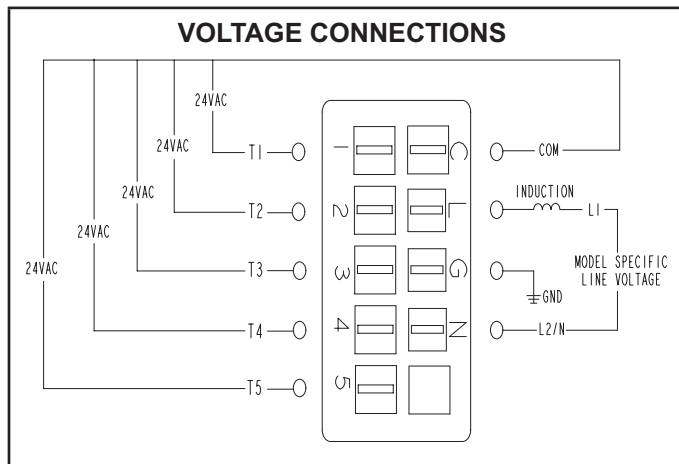 VOLTAGE CONNECTIONS
24VAC
24VAC
24VAC
24VAC
24VAC
T1
T2
T3
T4
T5
1
2
3
4
5
C
L
G
N
COM
INDUCTION
L1
MODEL SPECIFIC
LINE VOLTAGE
GND
L2/N